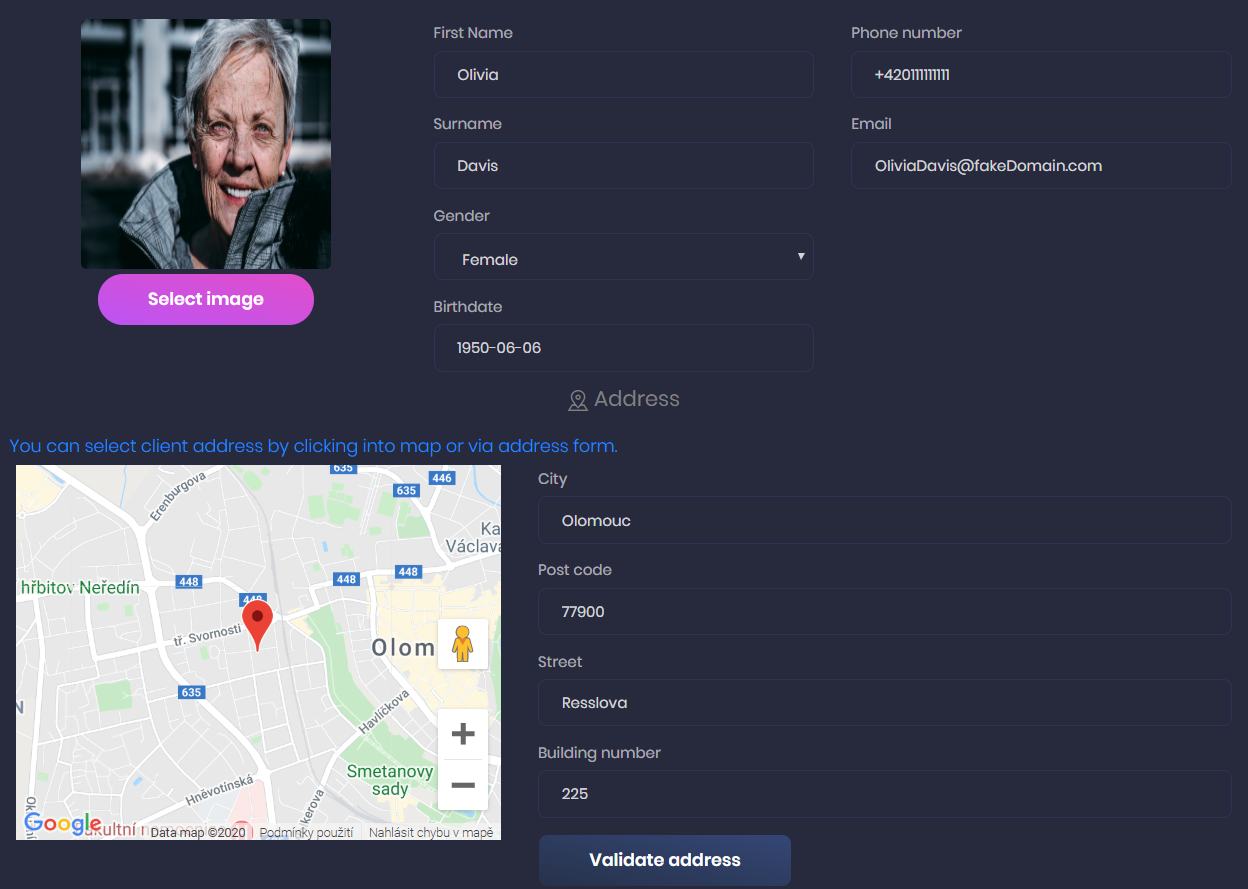 First Name
Olivia
Phone number
+420111111111
Surname
Davis
Email
OliviaDavis@fakeDomain.com
Gender
Female
Select image
Birthdate
1950-06-06
Address
You can select client address by clicking into map or via address form.
635
446
635
Erenburgova
Ka
Václava
448
448
448
hřbitov Neředín
448
tř. Svornosti
Olom
635
N
Havlíčkova
Smetanovy
sady
Hněvotínská
Google
Data map ©2020
Podmínky použití
Nahlásit chybu v mapě
City
Olomouc
Post code
77900
Street
Resslova
Building number
225
Validate address